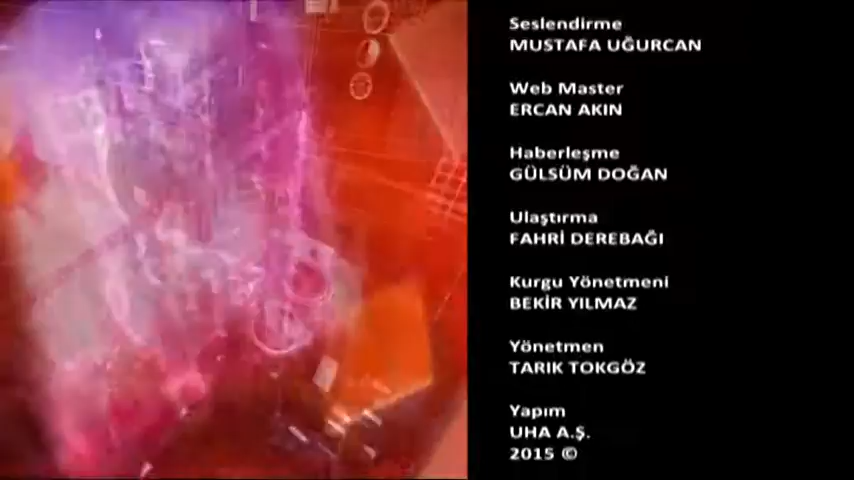 Seslendirme
MUSTAFA UĞURCAN
Web Master
ERCAN AKIN
Haberleşme
GÜLSÜM DOĞAN
Ulaştırma
FAHRİ DEREBAĞI
Kurgu Yönetmeni
BEKİR YILMAZ
Yönetmen
TARIK TOKGÖZ
Yapım
UHA A.Ş.
2015 ©